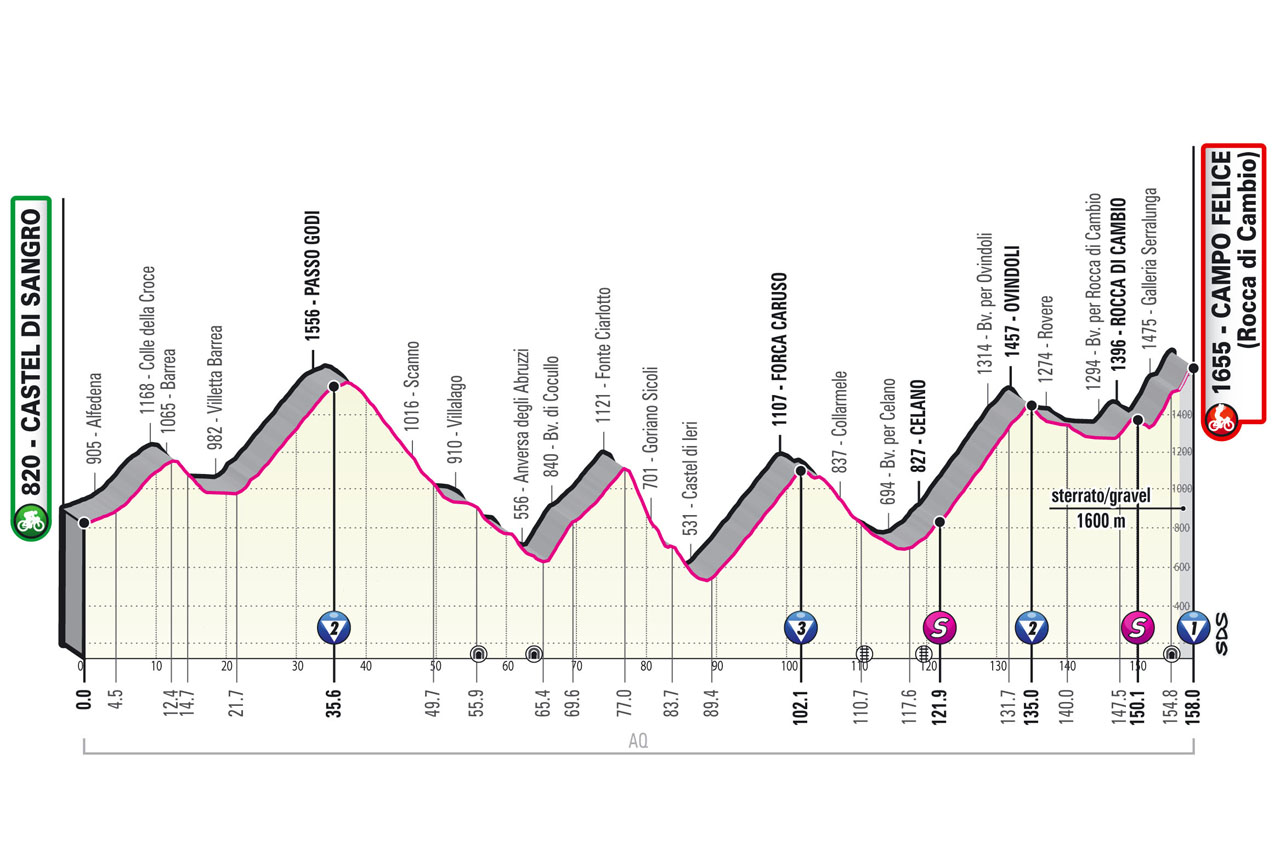 820 - CASTEL DI SANGRO
905 - Alfedena
1168 - Colle della Croce
1065 - Barrea
982 - Villetta Barrea
1556 - PASSO GODI
1016 - Scanno
910 - Villalago
556 - Anversa degli Abruzzi
840 - Bv. di Cocullo
1121 - Fonte Ciarlotto
701 - Goriano Sicoli
531 - Castel di Ieri
1107 - FORCA CARUSO
837 - Collarmele
694 - Bv. per Celano
827 - CELANO
1314 - Bv. per Ovindoli
1457 - OVINDOLI
1274 - Rovere
1294 - Bv. per Rocca di Cambio
1396 - ROCCA DI CAMBIO
1475 - Galleria Serralunga
1655 - CAMPO FELICE
(Rocca di Cambio)
1400
1200
1000
800
600
400
sterrato/gravel
1600 m
2
3
S
2
S
1
SDS
0 10 20 30 40 50 60 70 80 90 100 110 120 130 140 150
0.0 4.5 12.4 14.7 21.7 35.6 49.7 55.9 65.4 69.6 77.0 83.7 89.4 102.1 110.7 117.6 121.9 131.7 135.0 140.0 147.5 150.1 154.8 158.0
AQ